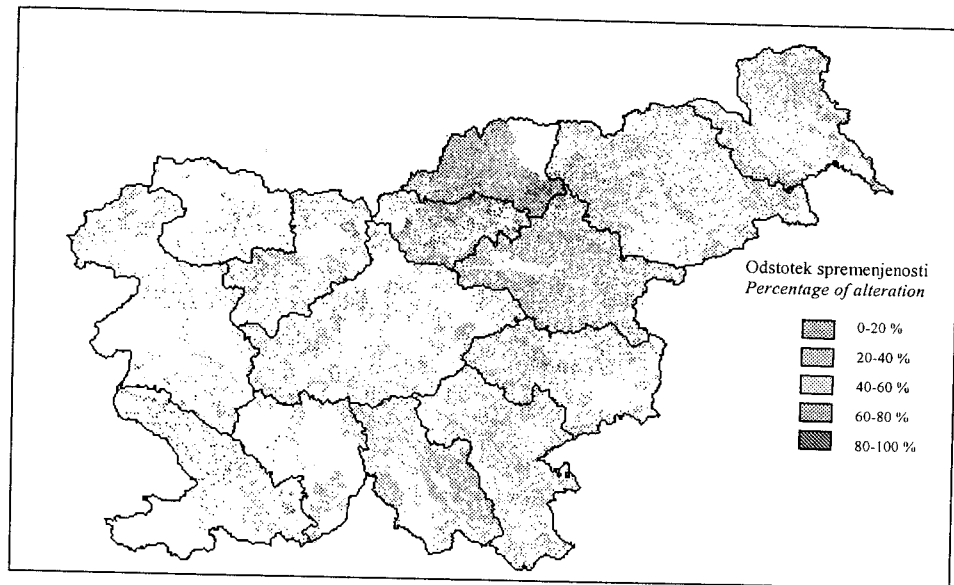 Odstotek spremenjenosti
Percentage of alteration
0-20 %
20-40 %
40-60 %
60-80 %
80-100 %